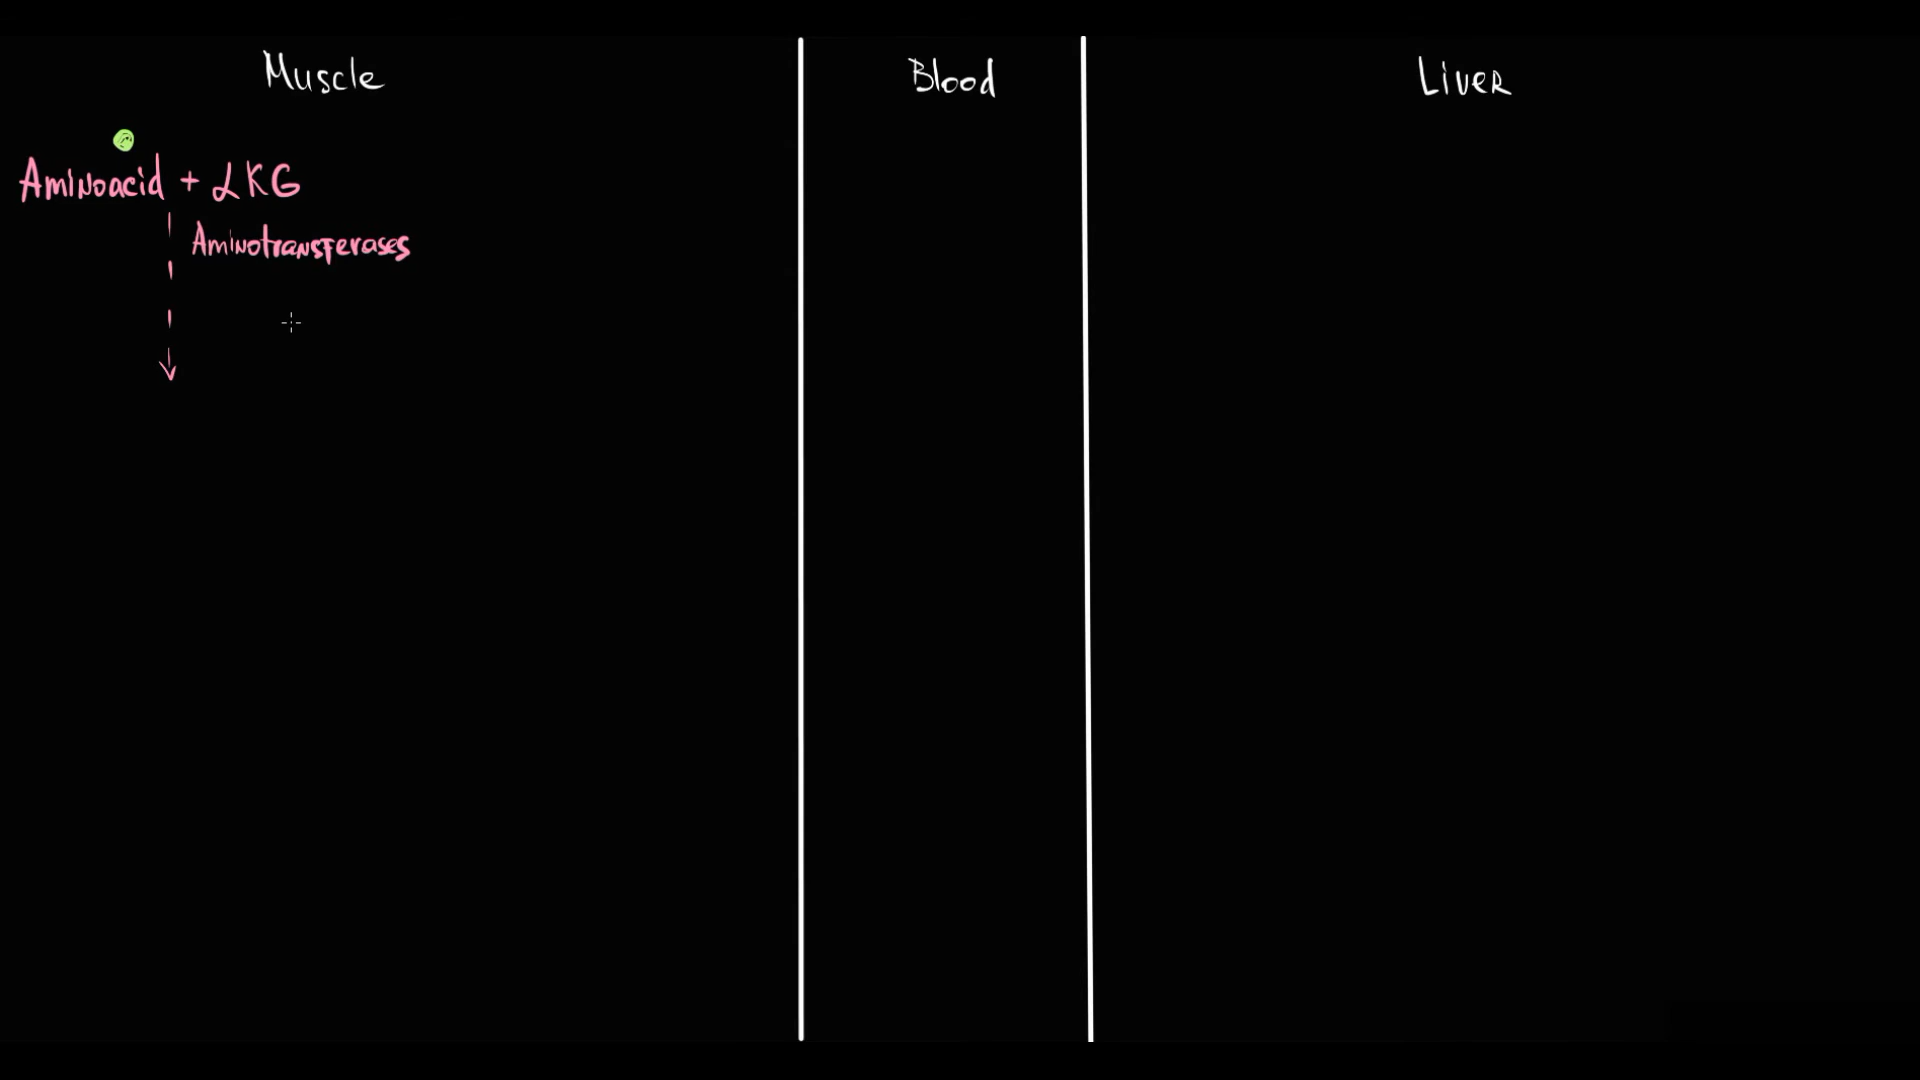 Muscle
Blood
Liver
Aminoacid + αKG
Aminotransferases